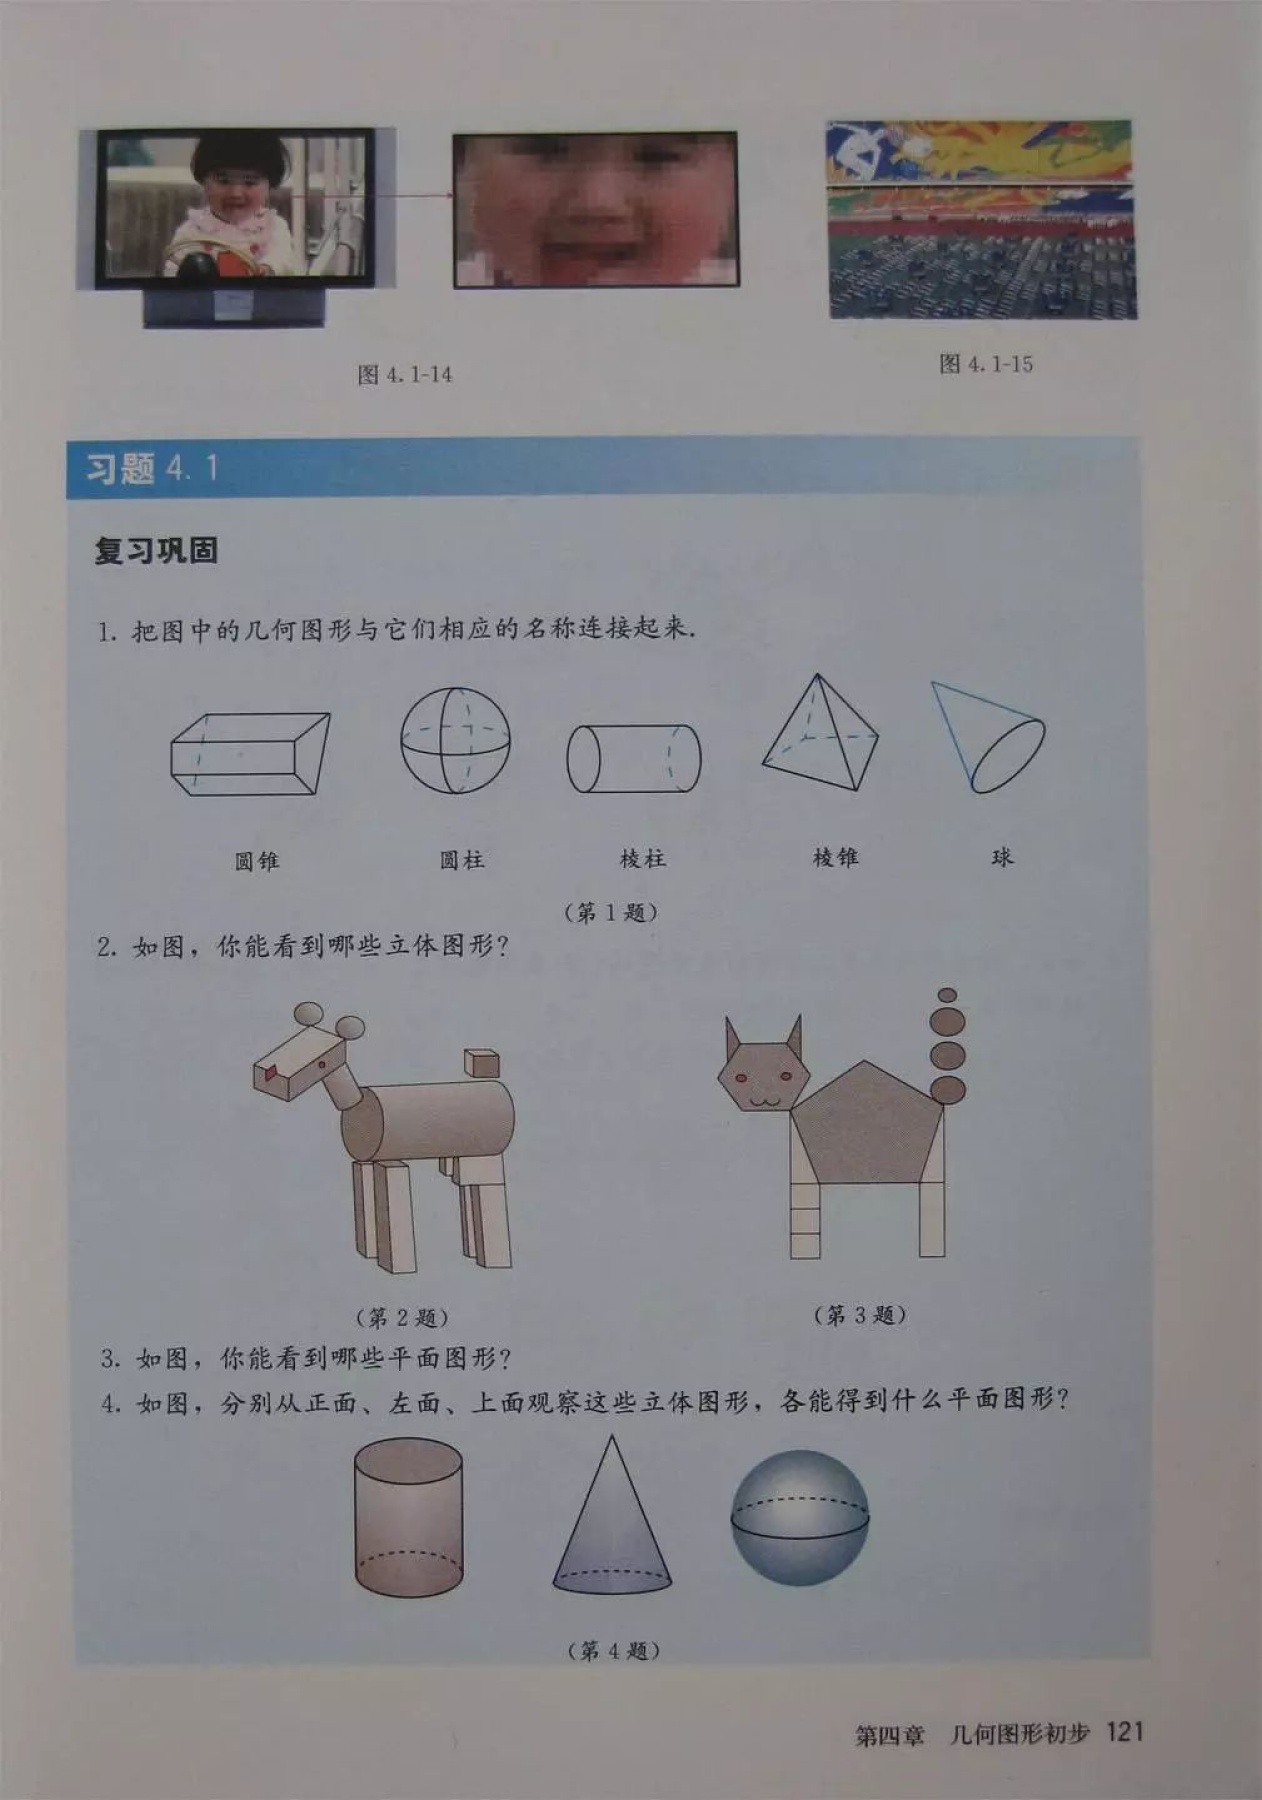 图 4.1-14
图 4.1-15
习题 4.1
复习巩固
1. 把图中的几何图形与它们相应的名称连接起来.
圆锥 圆柱 棱柱 棱锥 球
(第 1 题)
2. 如图，你能看到哪些立体图形？
(第 2 题)
(第 3 题)
3. 如图，你能看到哪些平面图形？
4. 如图，分别从正面、左面、上面观察这些立体图形，各能得到什么平面图形？
(第 4 题)
第四章 几何图形初步 121